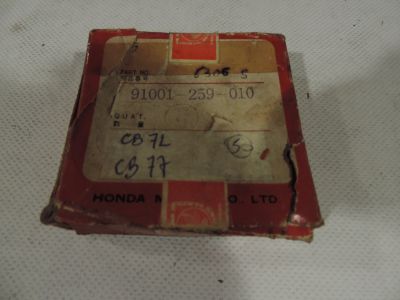 PART NO.
6306 S
91001-259-010
QUAT.
CB 72
CB 77
HONDA M O. LTD.